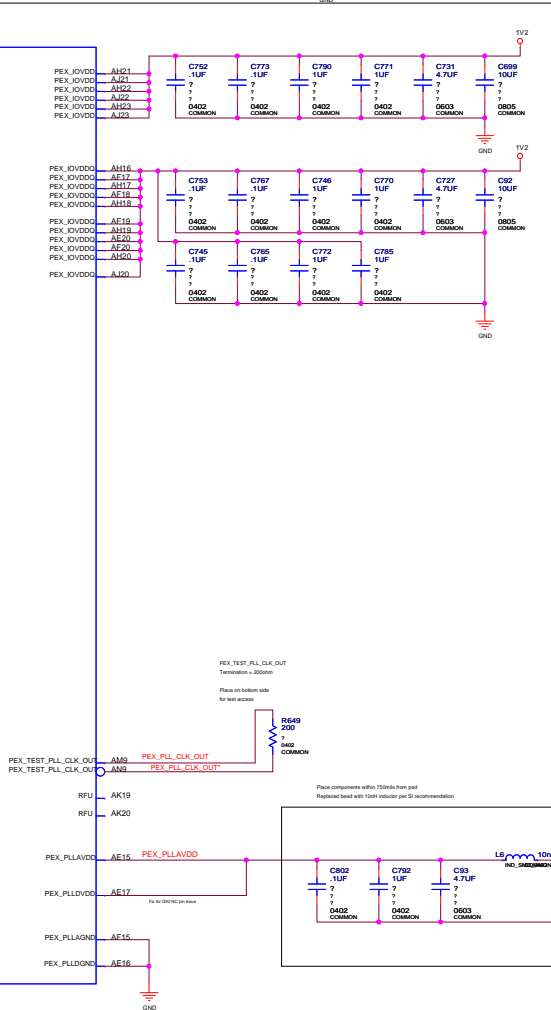 GND
1V2
PEX_IOVDD AH21
PEX_IOVDD AJ21
PEX_IOVDD AH22
PEX_IOVDD AJ22
PEX_IOVDD AH23
PEX_IOVDD AJ23
C752 C773 C790 C771 C731 C699
.1UF .1UF 1UF 1UF 4.7UF 10UF
? ? ? ? ? ?
? ? ? ? ? ?
? ? ? ? ? ?
0402 0402 0402 0402 0603 0805
COMMON COMMON COMMON COMMON COMMON COMMON
GND
1V2
PEX_IOVDDQ AH16
PEX_IOVDDQ AF17
PEX_IOVDDQ AH17
PEX_IOVDDQ AF18
PEX_IOVDDQ AH18
PEX_IOVDDQ AF19
PEX_IOVDDQ AH19
PEX_IOVDDQ AE20
PEX_IOVDDQ AF20
PEX_IOVDDQ AH20
PEX_IOVDDQ AJ20
C753 C767 C746 C770 C727 C92
.1UF .1UF 1UF 1UF 4.7UF 10UF
? ? ? ? ? ?
? ? ? ? ? ?
? ? ? ? ? ?
0402 0402 0402 0402 0603 0805
COMMON COMMON COMMON COMMON COMMON COMMON
C745 C765 C772 C785
.1UF .1UF 1UF 1UF
? ? ? ?
? ? ? ?
? ? ? ?
0402 0402 0402 0402
COMMON COMMON COMMON COMMON
GND
PEX_TEST_PLL_CLK_OUT
Termination = 200ohm
Place on bottom side
for test access
R649
200
?
0402
COMMON
PEX_TEST_PLL_CLK_OUT AM9 PEX_PLL_CLK_OUT
PEX_TEST_PLL_CLK_OUT AN9 PEX_PLL_CLK_OUT*
RFU AK19
RFU AK20
Place components within 750mils from pad
Replaced bead with 10nH inductor per SI recommendation
PEX_PLLAVDD AE15 PEX_PLLAVDD
L6 10n
C802 C792 C93
.1UF 1UF 4.7UF
? ? ?
? ? ?
? ? ?
0402 0402 0603
COMMON COMMON COMMON
PEX_PLLDVDD AE17
Fix for G92 NC pin issue
PEX_PLLAGND AF15
PEX_PLLDGND AE16
GND